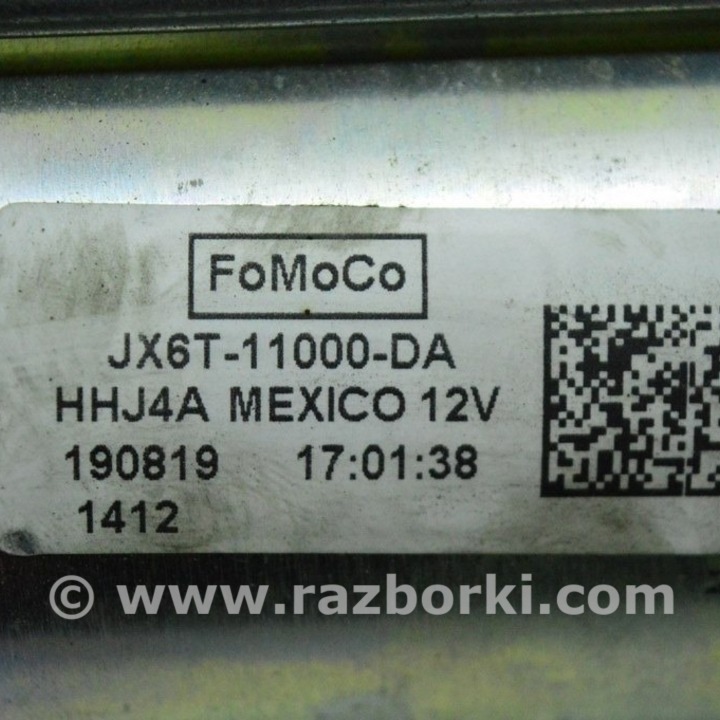 FoMoCo
JX6T-11000-DA
HHJ4A MEXICO 12V
190819 17:01:38
1412
© www.razborki.com